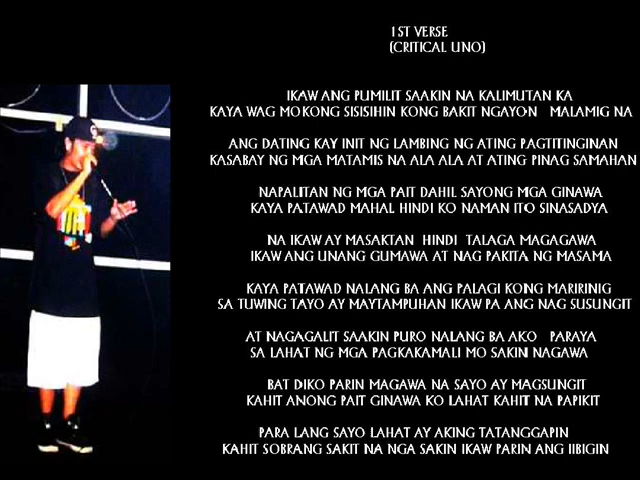 1ST VERSE
(CRITICAL UNO)
IKAW ANG PUMILIT SAAKIN NA KALIMUTAN KA
KAYA WAG MOKONG SISISIHIN KONG BAKIT NGAYON MALAMIG NA
ANG DATING KAY INIT NG LAMBING NG ATING PAGTITINGINAN
KASABAY NG MGA MATAMIS NA ALA ALA AT ATING PINAG SAMAHAN
NAPALITAN NG MGA PAIT DAHIL SAYONG MGA GINAWA
KAYA PATAWAD MAHAL HINDI KO NAMAN ITO SINASADYA
NA IKAW AY MASAKTAN HINDI TALAGA MAGAGAWA
IKAW ANG UNANG GUMAWA AT NAG PAKITA NG MASAMA
KAYA PATAWAD NALANG BA ANG PALAGI KONG MARIRINIG
SA TUWING TAYO AY MAYTAMPUHAN IKAW PA ANG NAG SUSUNGIT
AT NAGAGALIT SAAKIN PURO NALANG BA AKO PARAYA
SA LAHAT NG MGA PAGKAKAMALI MO SAKIN NAGAWA
BAT DIKO PARIN MAGAWA NA SAYO AY MAGSUNGIT
KAHIT ANONG PAIT GINAWA KO LAHAT KAHIT NA PAPIKIT
PARA LANG SAYO LAHAT AY AKING TATANGGAPIN
KAHIT SOBRANG SAKIT NA NGA SAKIN IKAW PARIN ANG IIBIGIN